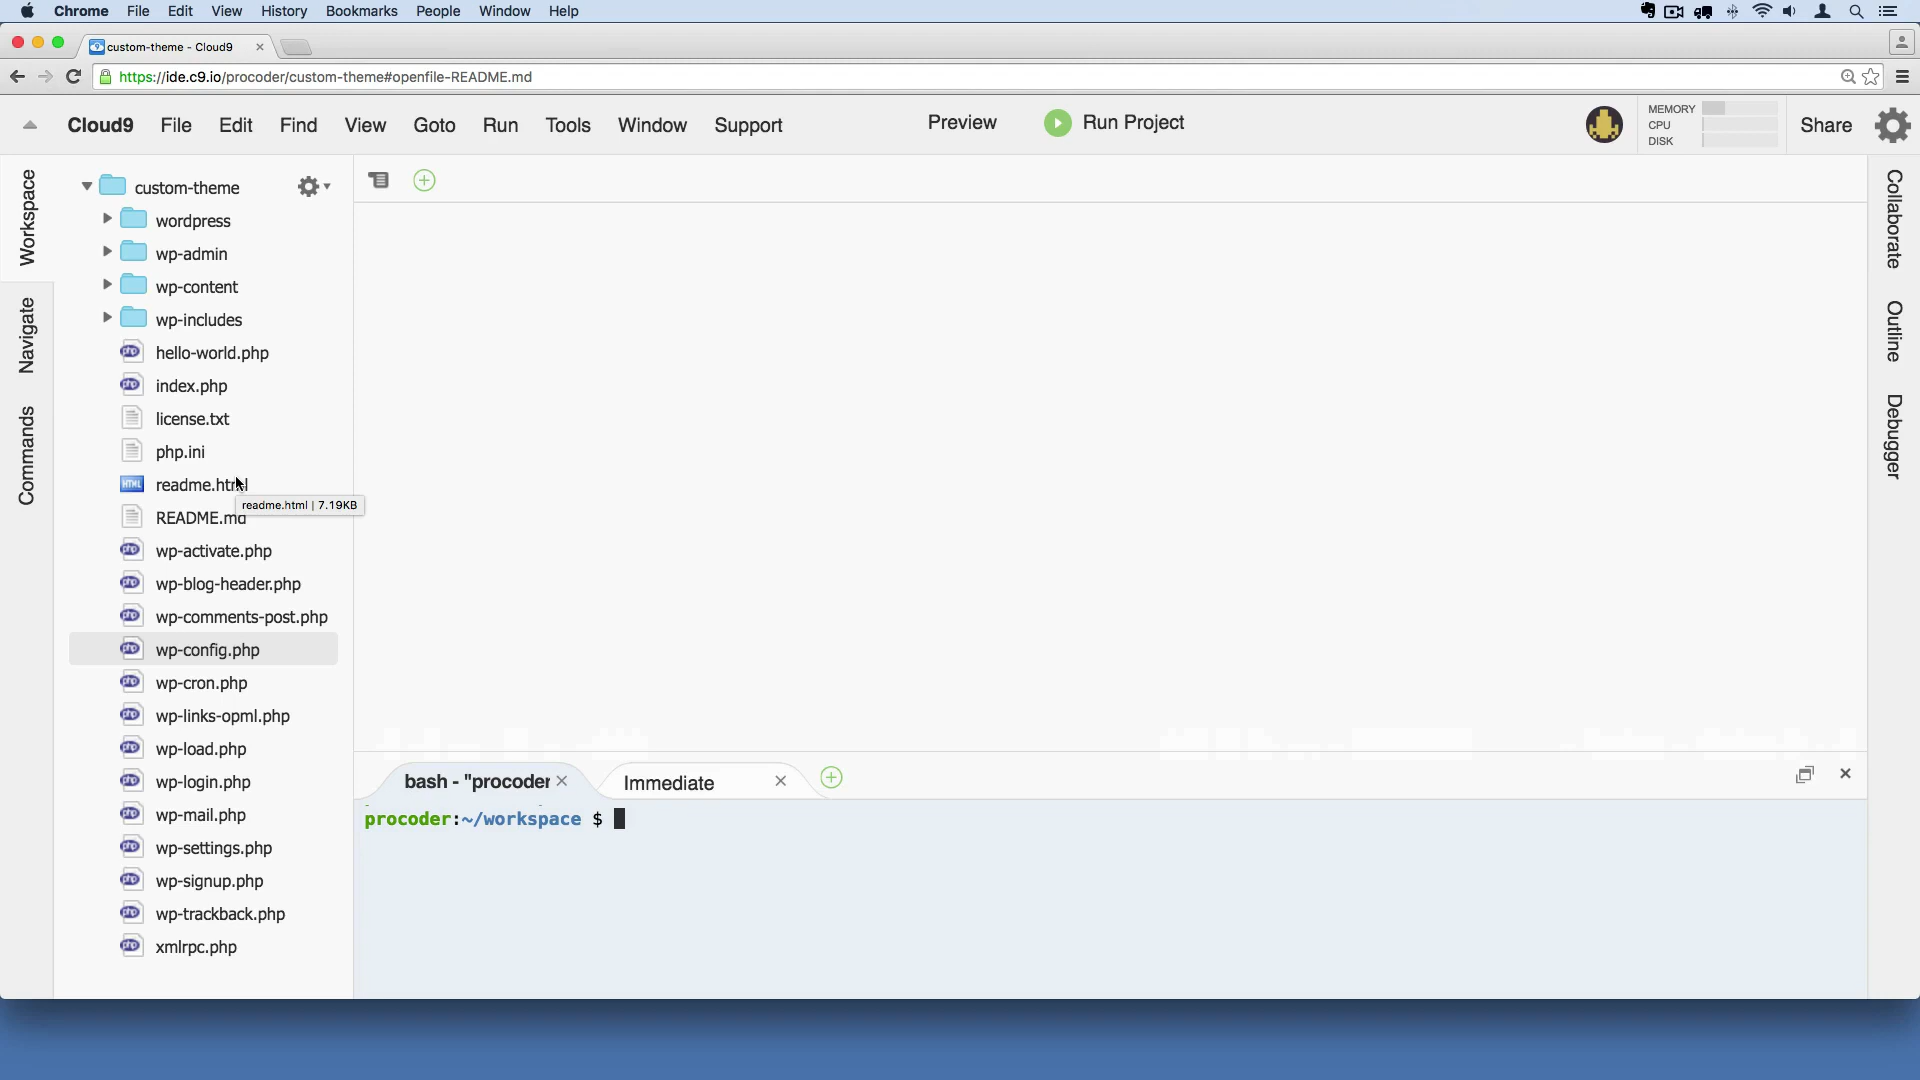 Chrome File Edit View History Bookmarks People Window Help
custom-theme - Cloud9
https://ide.c9.io/procoder/custom-theme#openfile-README.md
Cloud9 File Edit Find View Goto Run Tools Window Support Preview Run Project
MEMORY
CPU
DISK
Share
Workspace
Navigate
Commands
custom-theme
wordpress
wp-admin
wp-content
wp-includes
hello-world.php
index.php
license.txt
php.ini
readme.html
readme.html | 7.19KB
README.md
wp-activate.php
wp-blog-header.php
wp-comments-post.php
wp-config.php
wp-cron.php
wp-links-opml.php
wp-load.php
wp-login.php
wp-mail.php
wp-settings.php
wp-signup.php
wp-trackback.php
xmlrpc.php
bash - "procoder
Immediate
procoder:~/workspace $
Collaborate
Outline
Debugger